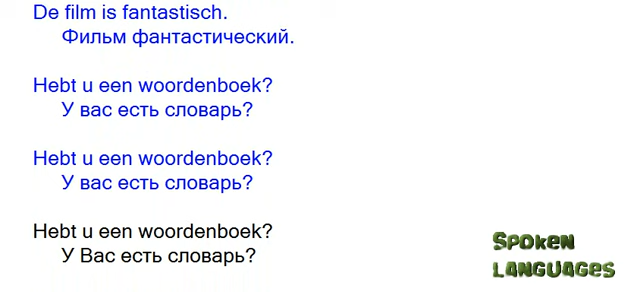 De film is fantastisch.
Фильм фантастический.
Hebt u een woordenboek?
У вас есть словарь?
Hebt u een woordenboek?
У вас есть словарь?
Hebt u een woordenboek?
У Вас есть словарь?
Spoken
Languages